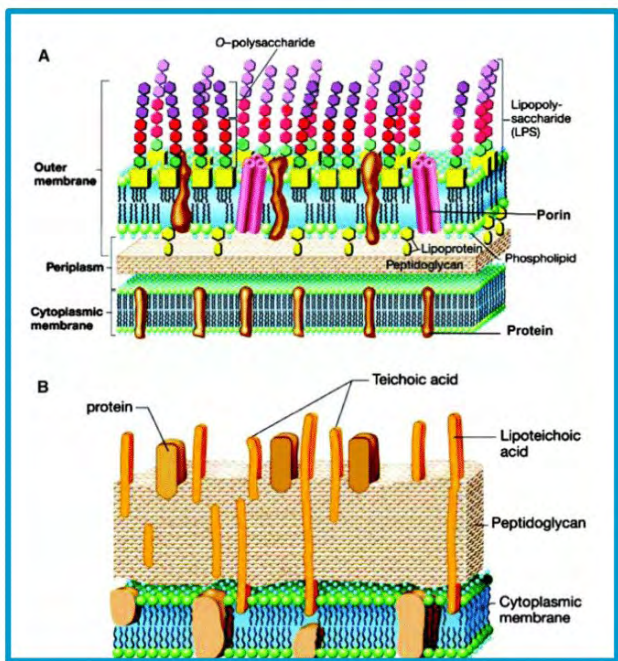 A
O–polysaccharide
Lipopoly-
saccharide
(LPS)
Outer
membrane
Porin
Lipoprotein
Peptidoglycan
Phospholipid
Periplasm
Cytoplasmic
membrane
Protein
B
Teichoic acid
protein
Lipoteichoic
acid
Peptidoglycan
Cytoplasmic
membrane